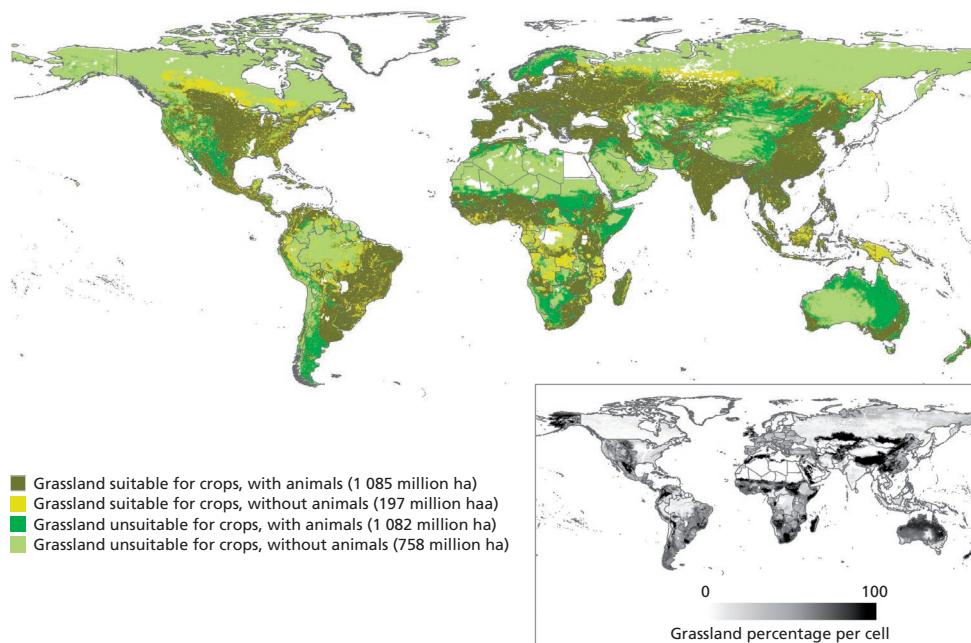 Grassland suitable for crops, with animals (1 085 million ha)
Grassland suitable for crops, without animals (197 million haa)
Grassland unsuitable for crops, with animals (1 082 million ha)
Grassland unsuitable for crops, without animals (758 million ha)
0 100
Grassland percentage per cell